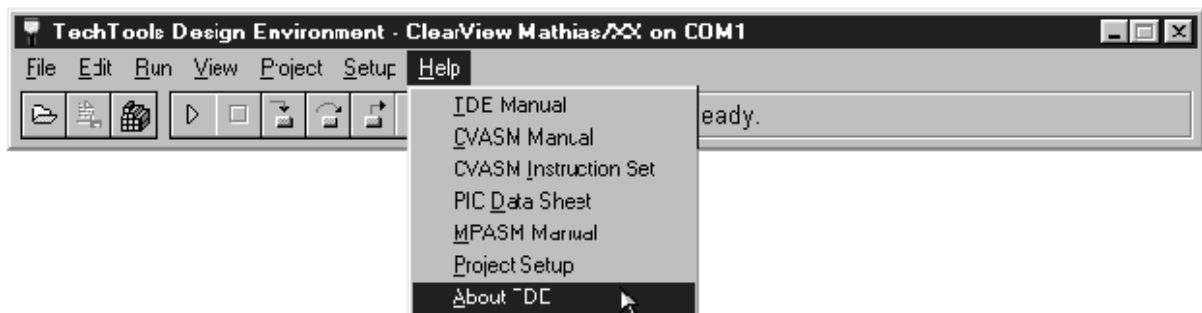 TechTools Design Environment - ClearView Mathias/XX on COM1
File Edit Run View Project Setup Help
eady.
TDE Manual
CVASM Manual
CVASM Instruction Set
PIC Data Sheet
MPASM Manual
Project Setup
About TDE